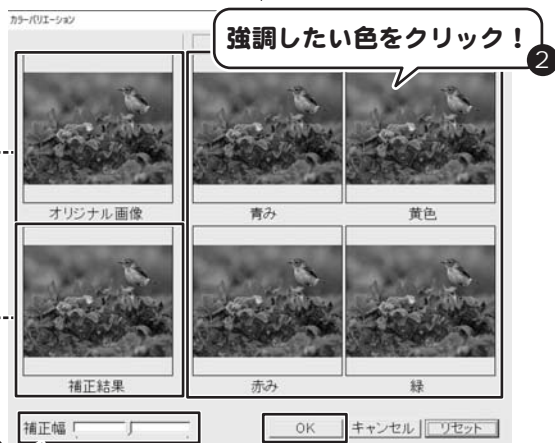 カラーバリエーション
強調したい色をクリック！
2
オリジナル画像
青み
黄色
補正結果
赤み
緑
補正幅
OK
キャンセル
リセット